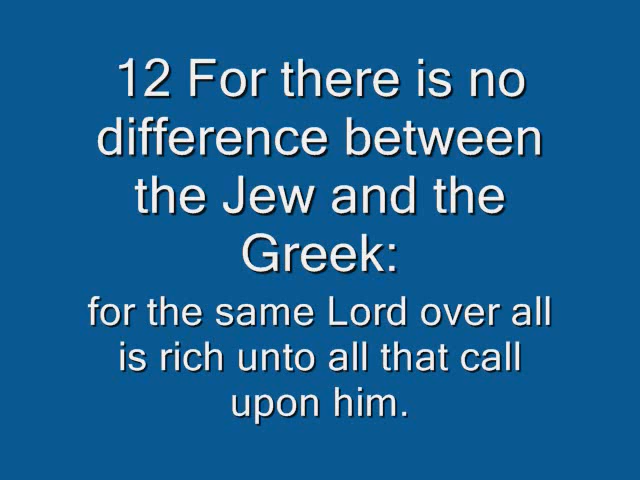 12 For there is no
difference between
the Jew and the
Greek:
for the same Lord over all
is rich unto all that call
upon him.